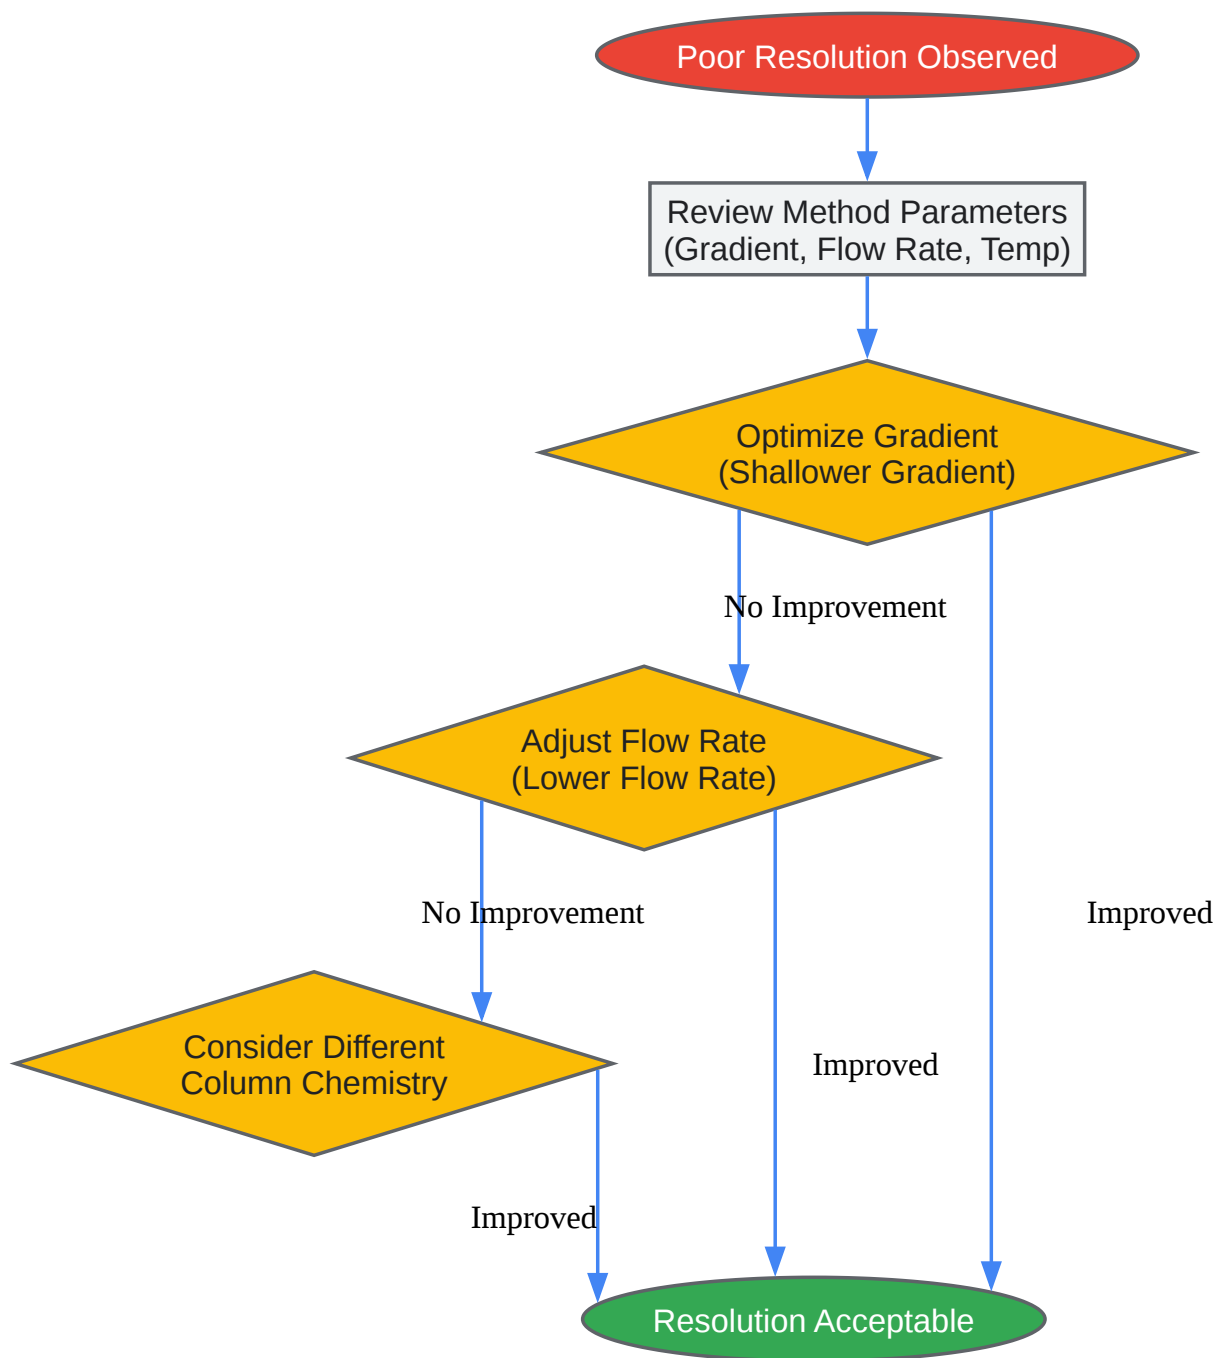 Poor Resolution Observed
Review Method Parameters
(Gradient, Flow Rate, Temp)
Optimize Gradient
(Shallower Gradient)
No Improvement
Adjust Flow Rate
(Lower Flow Rate)
No Improvement
Improved
Consider Different
Column Chemistry
Improved
Improved
Resolution Acceptable